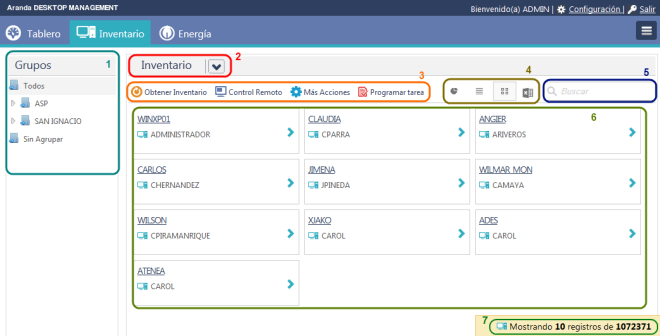 Aranda DESKTOP MANAGEMENT
Bienvenido(a) ADMIN | Configuración | Salir
Tablero Inventario Energía
Grupos 1
Todos
ASP
SAN IGNACIO
Sin Agrupar
Inventario 2
3 4 5
Obtener Inventario Control Remoto Más Acciones Programar tarea
Buscar
6
WINXP01 CLAUDIA ANGIER
ADMINISTRADOR CPARRA ARIVEROS
CARLOS JIMENA WILMAR MON
CHERNANDEZ JPINEDA CAMAYA
WILSON XIAKO ADES
CPIRAMANRIQUE CAROL CAROL
ATENEA
CAROL
7 Mostrando 10 registros de 1072371